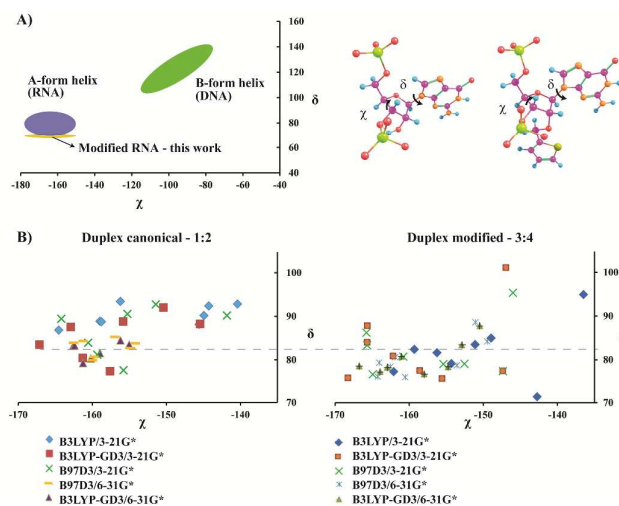 A)
160
140
120
100
80
60
40
δ
A-form helix
(RNA)
B-form helix
(DNA)
Modified RNA - this work
-180 -160 -140 -120 -100 -80 -60 -40
χ
δ
χ
δ
χ
B)
Duplex canonical - 1:2
100
90
80
70
δ
-170 -160 -150 -140
χ
B3LYP/3-21G*
B3LYP-GD3/3-21G*
B97D3/3-21G*
B97D3/6-31G*
B3LYP-GD3/6-31G*
Duplex modified - 3:4
100
90
80
70
-170 -160 -150 -140
χ
B3LYP/3-21G*
B3LYP-GD3/3-21G*
B97D3/3-21G*
B97D3/6-31G*
B3LYP-GD3/6-31G*